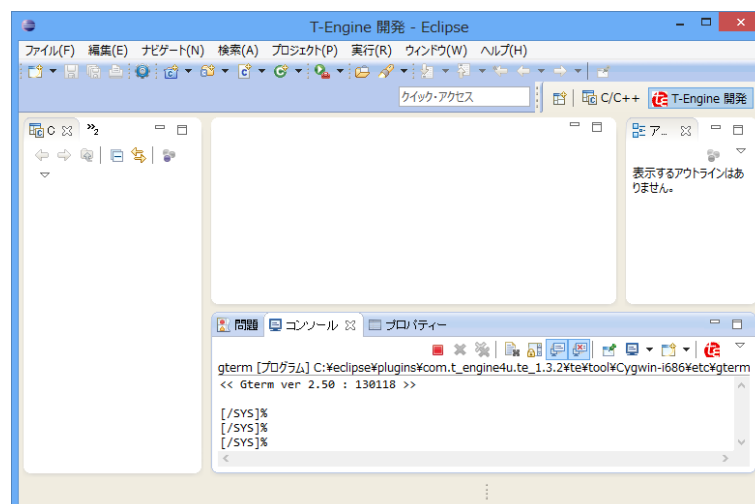 T-Engine 開発 - Eclipse
ファイル(F) 編集(E) ナビゲート(N) 検索(A) プロジェクト(P) 実行(R) ウィンドウ(W) ヘルプ(H)
クイック・アクセス
C/C++
T-Engine 開発
C
»2
ア..
表示するアウトラインはあ
りません。
問題
コンソール
プロパティー
gterm [プログラム] C:¥eclipse¥plugins¥com.t_engine4u.te_1.3.2¥te¥tool¥Cygwin-i686¥etc¥gterm
<< Gterm ver 2.50 : 130118 >>
[/SYS]%
[/SYS]%
[/SYS]%